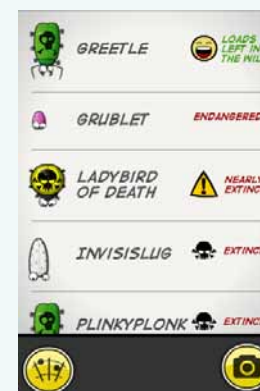 GREETLE
LOADS
LEFT IN
THE WIL
GRUBLET
ENDANGERED
LADYBIRD
OF DEATH
NEARLY
EXTINC
INVISISLUG
EXTINC
PLINKYPLONK
EXTINC